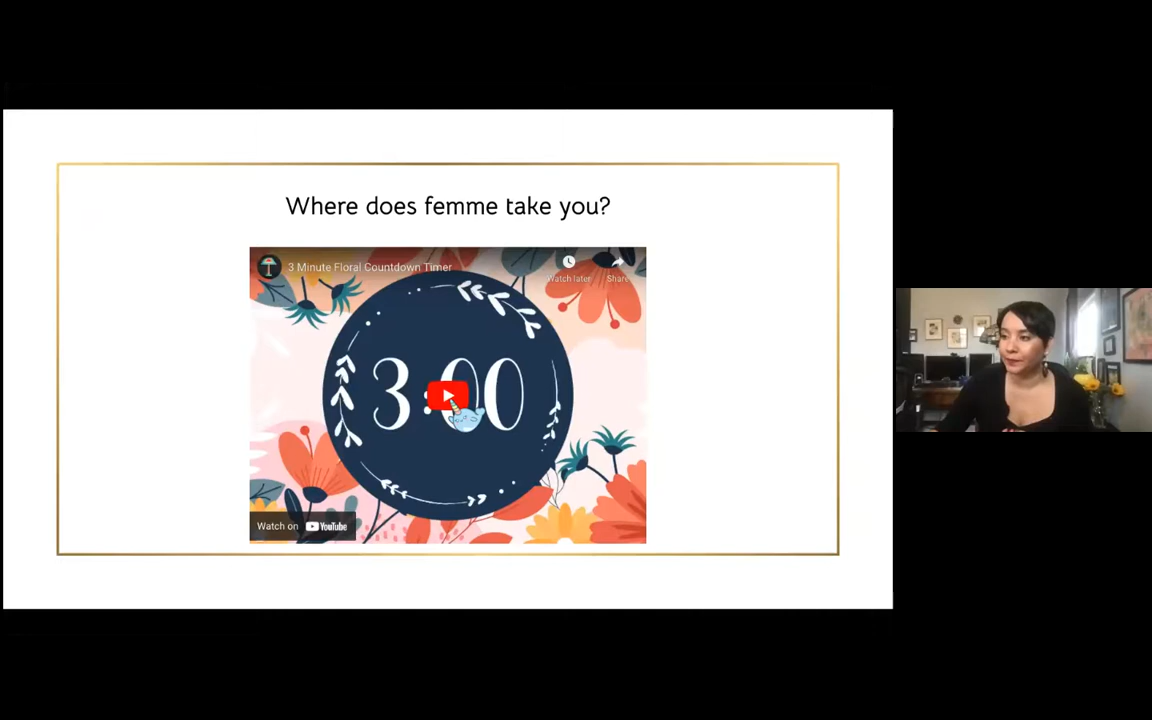 Where does femme take you?
3 Minute Floral Countdown Timer
Watch later
Share
3:00
Watch on YouTube